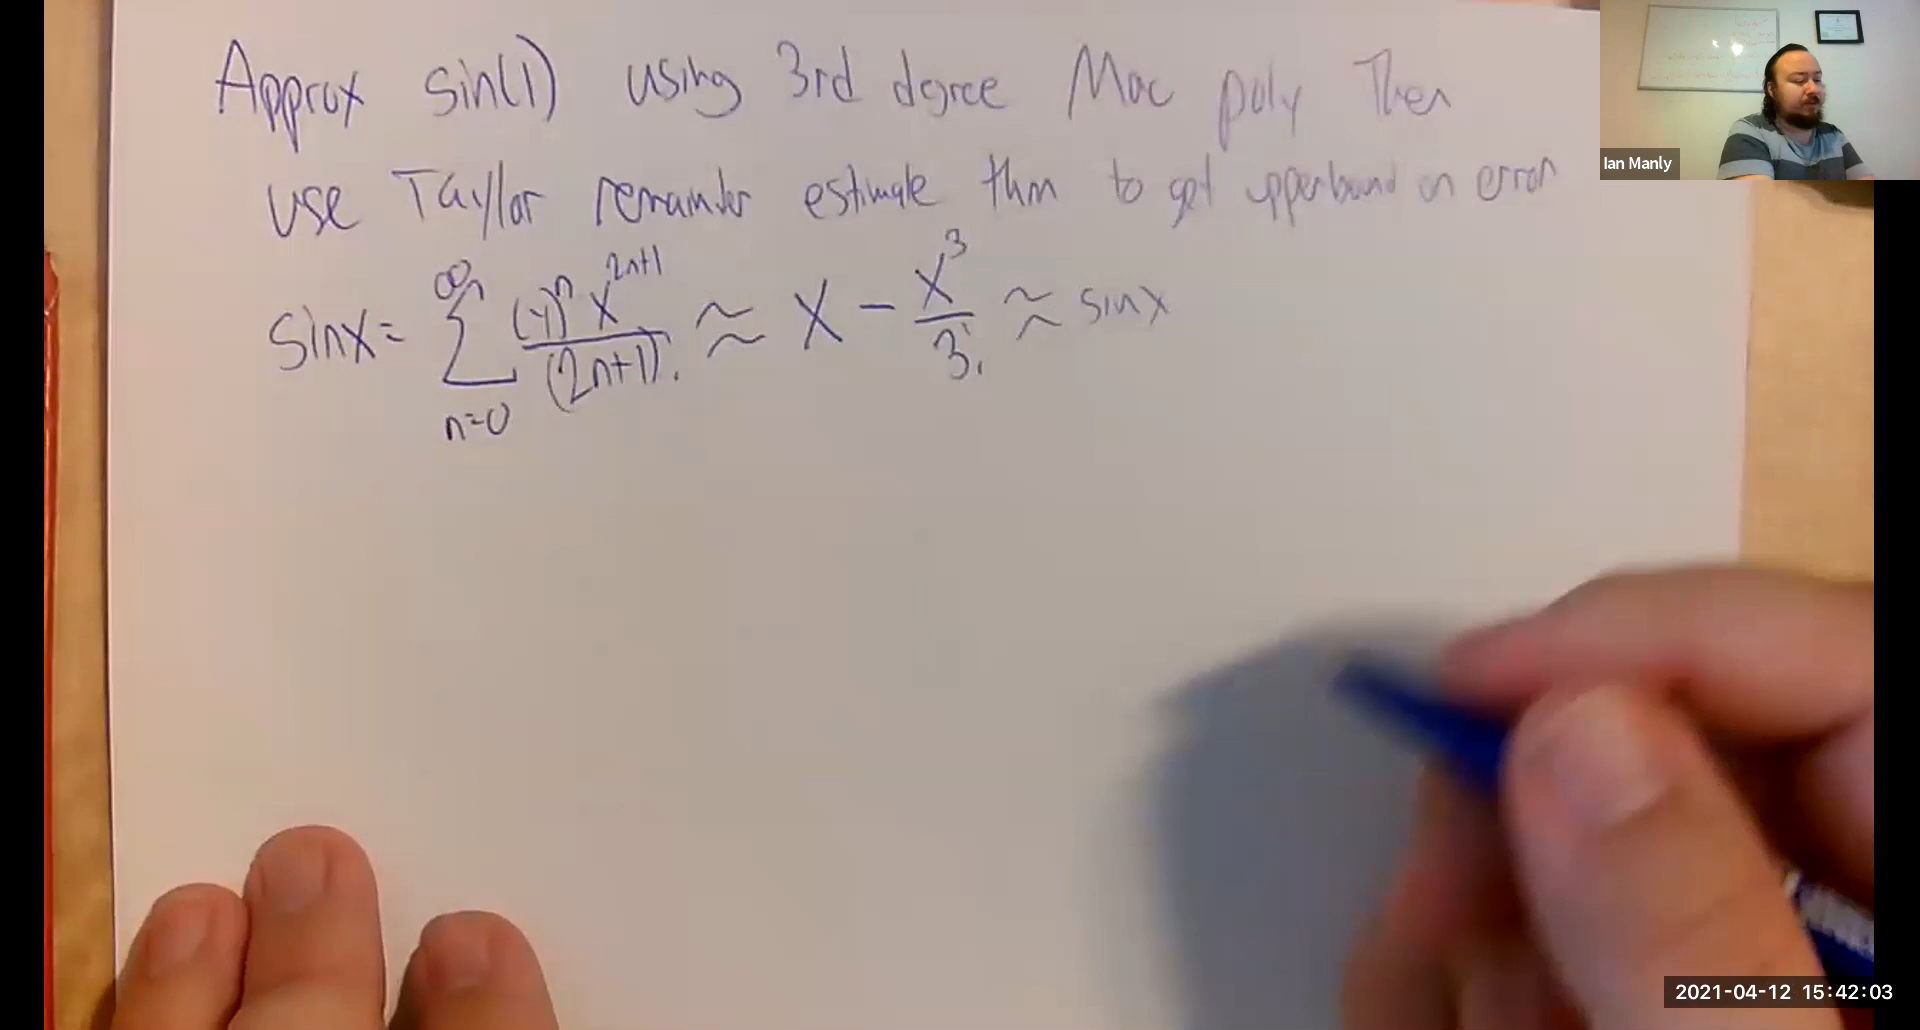 Approx sin(1) using 3rd degree Mac poly Then
use Taylor remainder estimate thm to get upperbound on error
sinx = ∞ Σ n=0 (-1)^n x^{2n+1} / (2n+1)! ≈ x - x^3 / 3! ≈ sinx
Ian Manly
2021-04-12 15:42:03